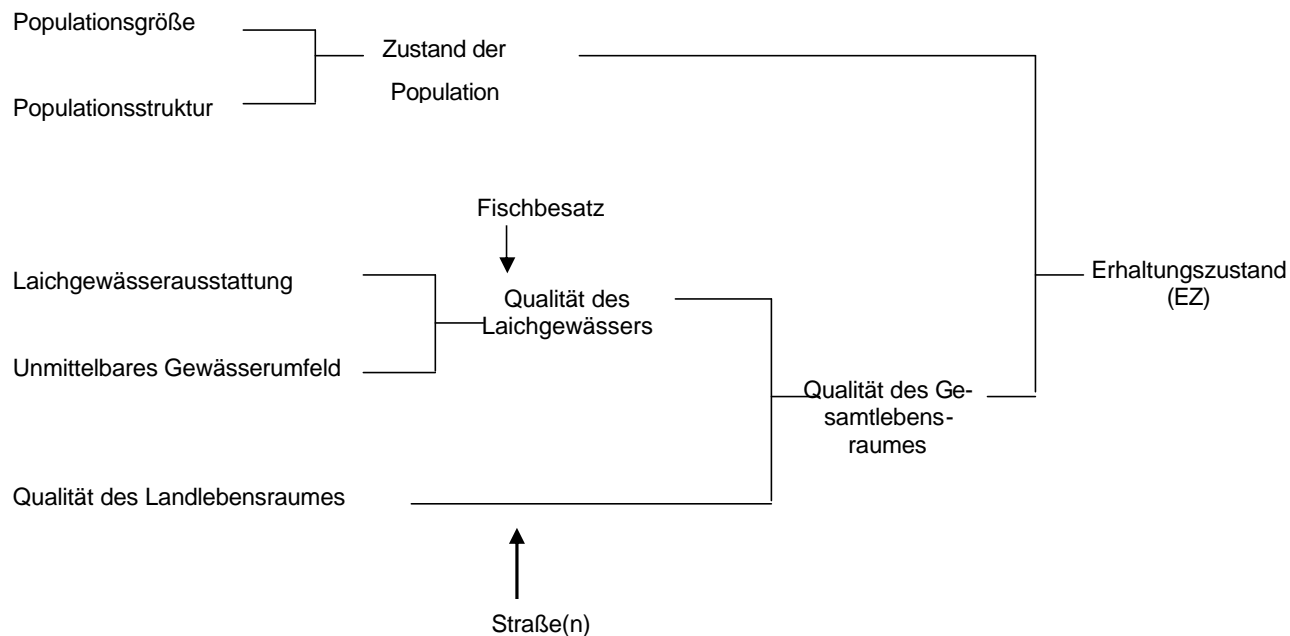 Populationsgröße
Zustand der
Population
Populationsstruktur
Fischbesatz
Laichgewässerausstattung
Qualität des
Laichgewässers
Unmittelbares Gewässerumfeld
Erhaltungszustand
(EZ)
Qualität des Ge-
samtlebens-
raumes
Qualität des Landlebensraumes
Straße(n)